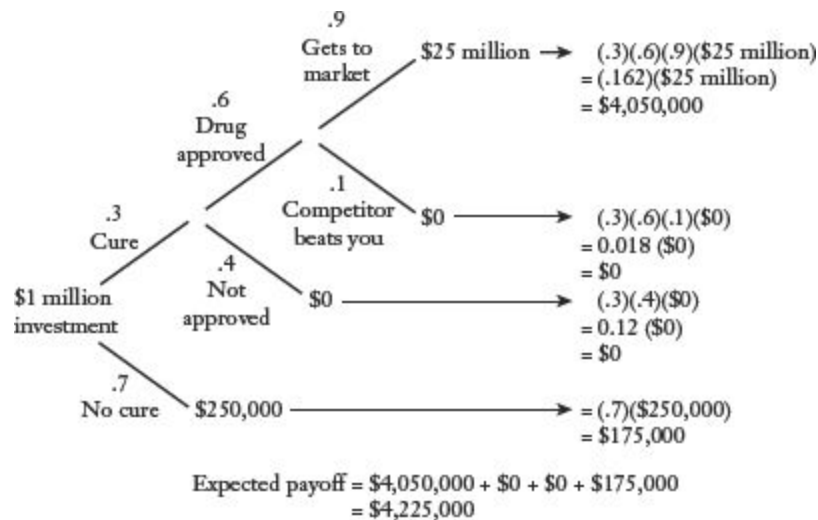 .9
Gets to
market
$25 million
(.3)(.6)(.9)($25 million)
= (.162)($25 million)
= $4,050,000
.6
Drug
approved
.1
Competitor
beats you
$0
(.3)(.6)(.1)($0)
= 0.018 ($0)
= $0
.3
Cure
.4
Not
approved
$0
(.3)(.4)($0)
= 0.12 ($0)
= $0
$1 million
investment
.7
No cure
$250,000
= (.7)($250,000)
= $175,000
Expected payoff = $4,050,000 + $0 + $0 + $175,000
= $4,225,000